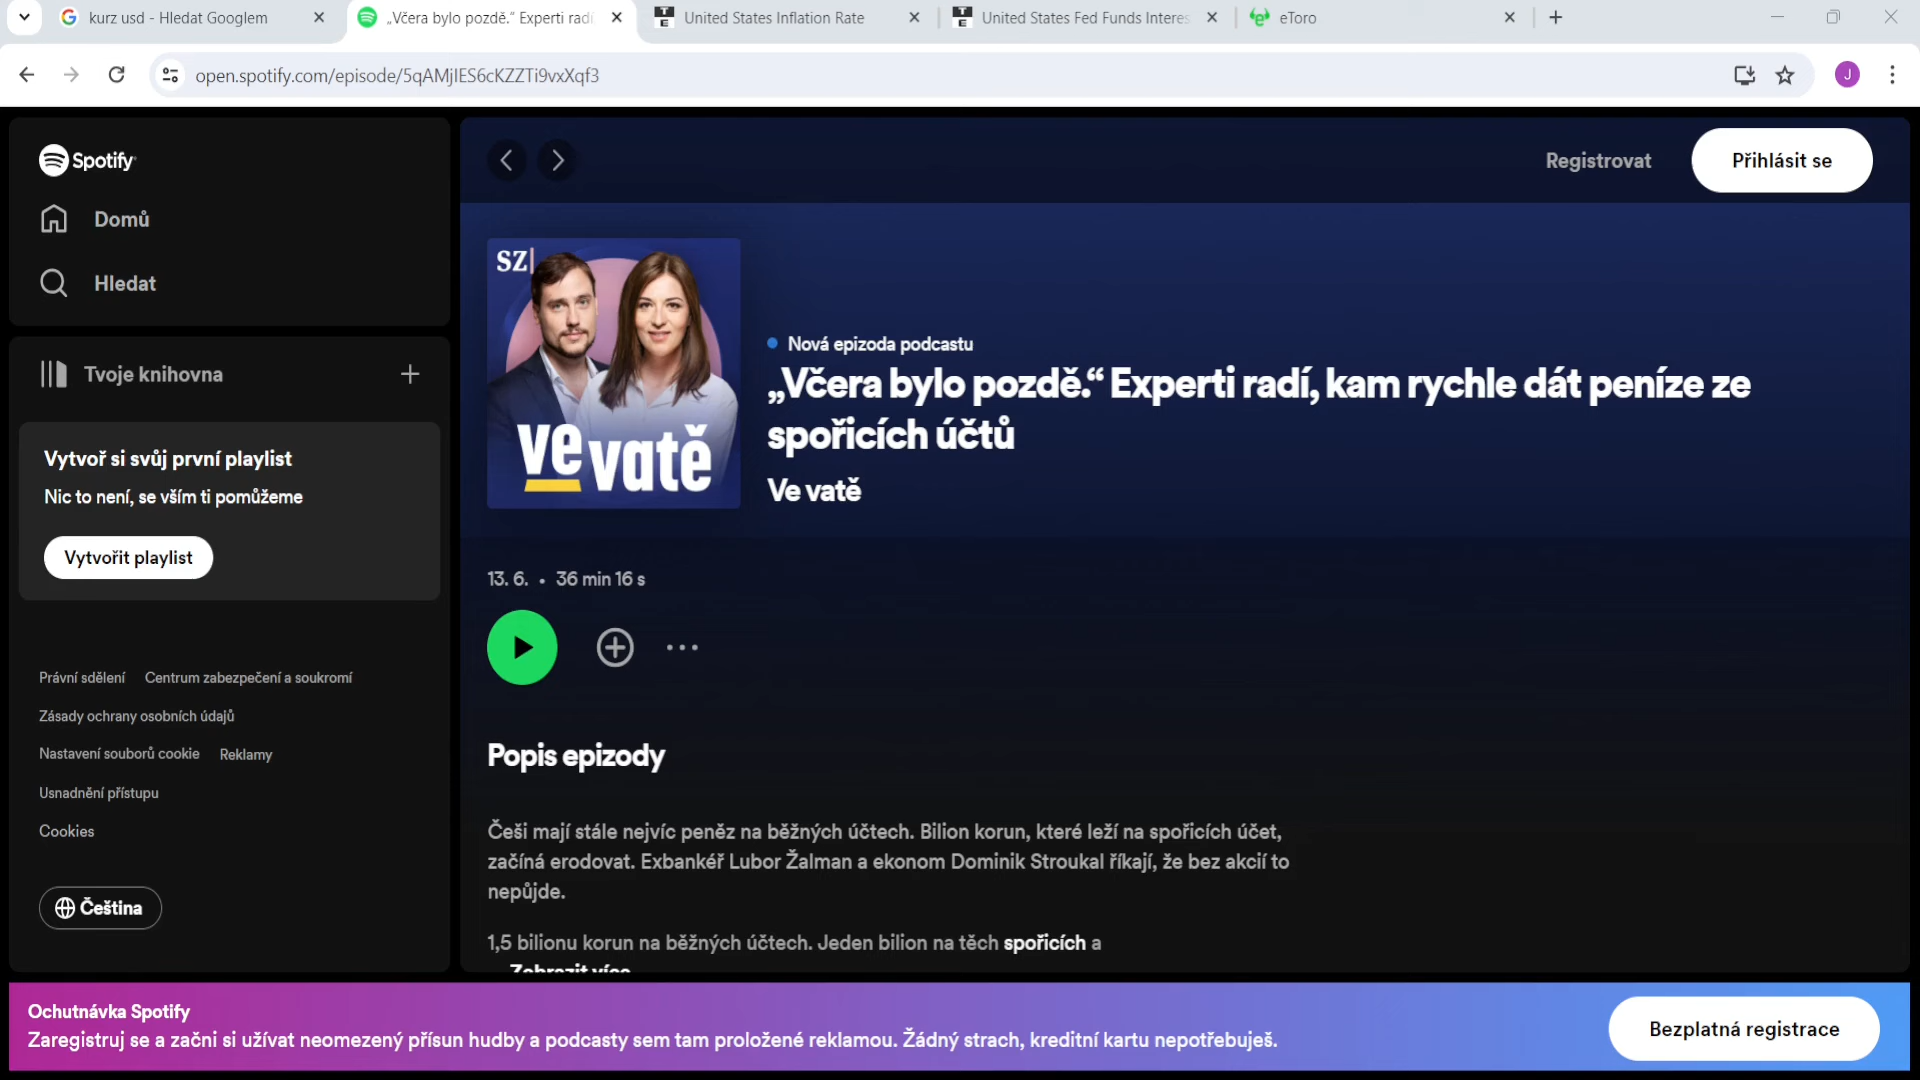 kurz usd - Hledat Googlem
„Včera bylo pozdě.“ Experti radí
United States Inflation Rate
United States Fed Funds Interes
eToro
open.spotify.com/episode/5qAMjIES6cKZZTi9vxXqf3
J
Spotify
Domů
Hledat
Tvoje knihovna
Vytvoř si svůj první playlist
Nic to není, se vším ti pomůžeme
Vytvořit playlist
Právní sdělení Centrum zabezpečení a soukromí
Zásady ochrany osobních údajů
Nastavení souborů cookie Reklamy
Usnadnění přístupu
Cookies
Čeština
Registrovat
Přihlásit se
SZ
ve vatě
Nová epizoda podcastu
„Včera bylo pozdě.“ Experti radí, kam rychle dát peníze ze
spořicích účtů
Ve vatě
13. 6. • 36 min 16 s
Popis epizody
Češi mají stále nejvíc peněz na běžných účtech. Bilion korun, které leží na spořicích účet,
začíná erodovat. Exbankéř Lubor Žalman a ekonom Dominik Stroukal říkají, že bez akcií to
nepůjde.
1,5 bilionu korun na běžných účtech. Jeden bilion na těch spořicích a
Zobrazit více
Ochutnávka Spotify
Zaregistruj se a začni si užívat neomezený přísun hudby a podcasty sem tam proložené reklamou. Žádný strach, kreditní kartu nepotřebuješ.
Bezplatná registrace